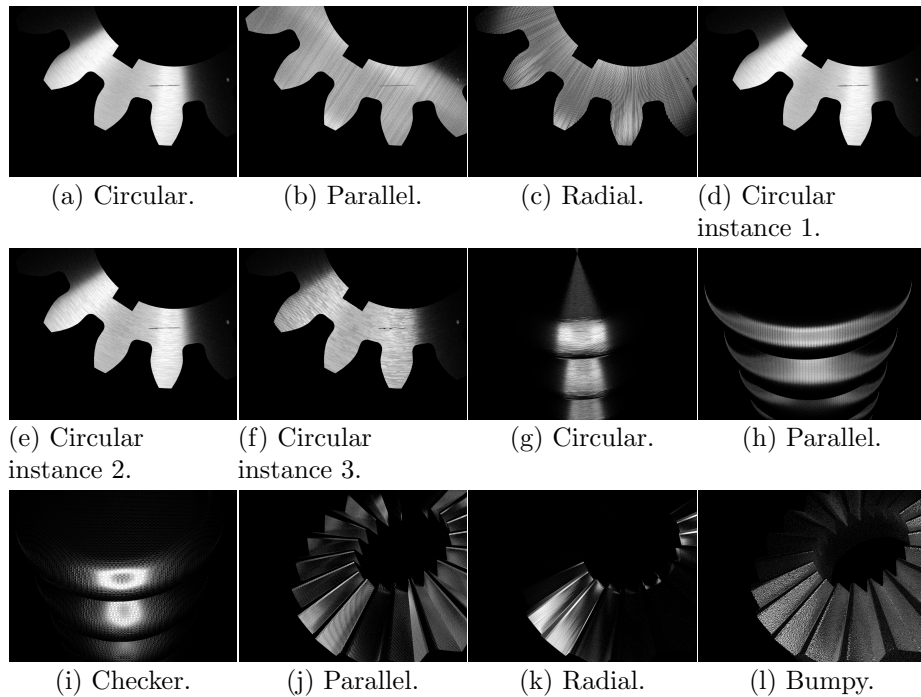 (a) Circular.
(b) Parallel.
(c) Radial.
(d) Circular
instance 1.
(e) Circular
instance 2.
(f) Circular
instance 3.
(g) Circular.
(h) Parallel.
(i) Checker.
(j) Parallel.
(k) Radial.
(l) Bumpy.